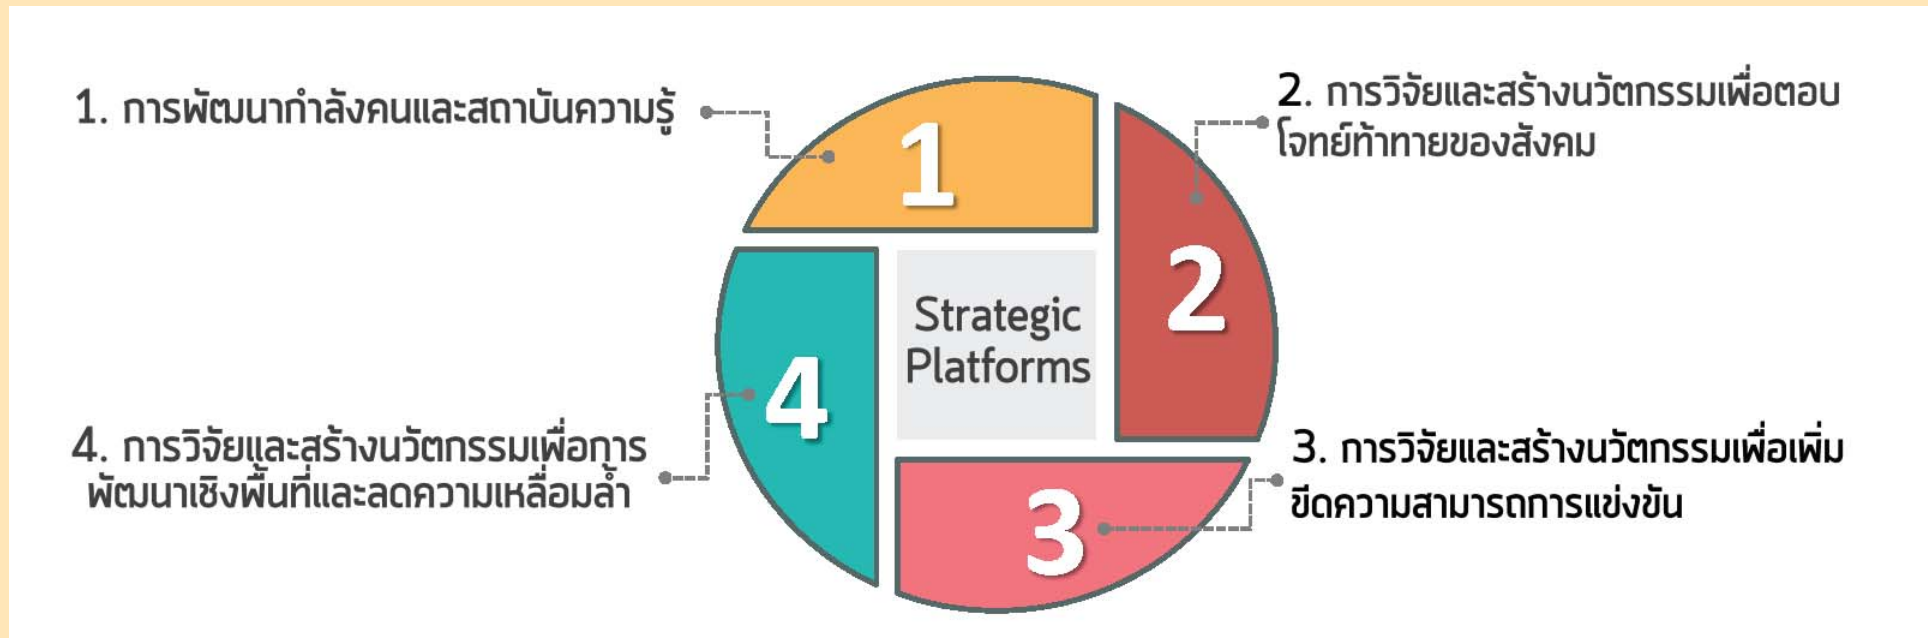 1. การพัฒนากำลังคนและสถาบันความรู้
1
2. การวิจัยและสร้างนวัตกรรมเพื่อตอบ
โจทย์ท้าทายของสังคม
2
Strategic
Platforms
3. การวิจัยและสร้างนวัตกรรมเพื่อเพิ่ม
ขีดความสามารถการแข่งขัน
3
4. การวิจัยและสร้างนวัตกรรมเพื่อการ
พัฒนาเชิงพื้นที่และลดความเหลื่อมล้ำ
4